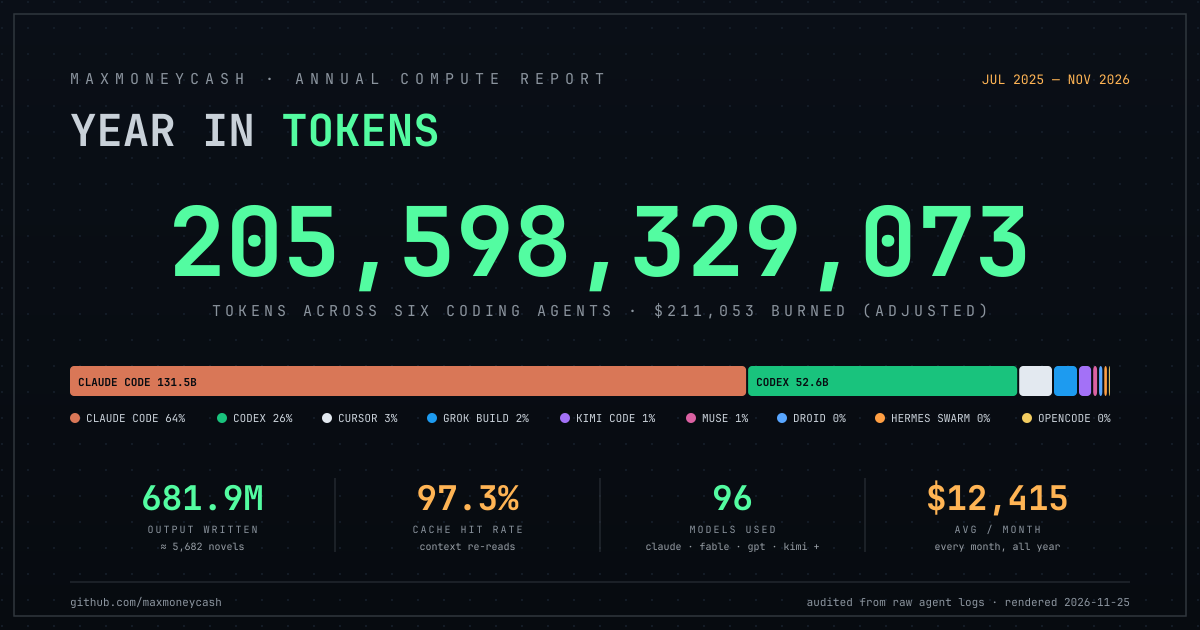 MAXMONEYCASH · ANNUAL COMPUTE REPORT
JUL 2025 — NOV 2026
YEAR IN TOKENS
205,598,329,073
TOKENS ACROSS SIX CODING AGENTS · $211,053 BURNED (ADJUSTED)
CLAUDE CODE 131.5B
CODEX 52.6B
CLAUDE CODE 64%
CODEX 26%
CURSOR 3%
GROK BUILD 2%
KIMI CODE 1%
MUSE 1%
DROID 0%
HERMES SWARM 0%
OPENCODE 0%
681.9M
OUTPUT WRITTEN
≈ 5,682 novels
97.3%
CACHE HIT RATE
context re-reads
96
MODELS USED
claude · fable · gpt · kimi +
$12,415
AVG / MONTH
every month, all year
github.com/maxmoneycash
audited from raw agent logs · rendered 2026-11-25